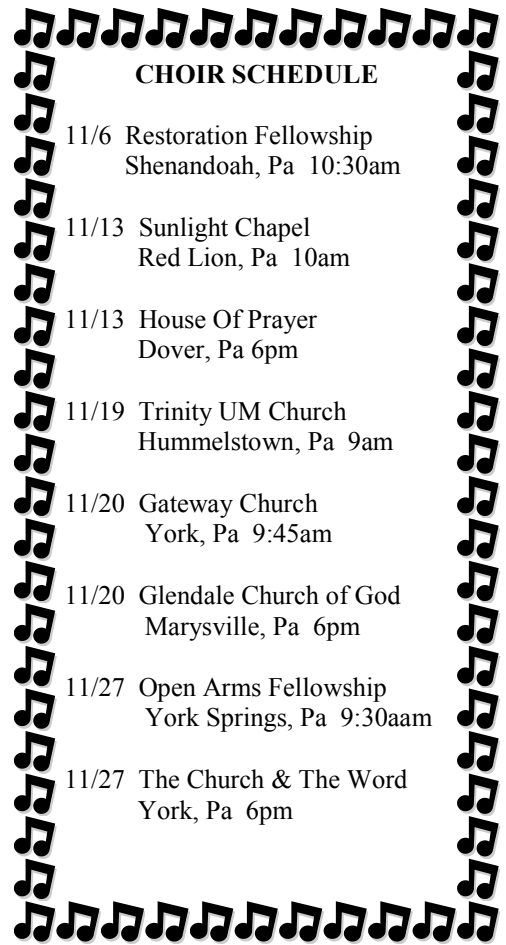 CHOIR SCHEDULE
11/6 Restoration Fellowship
Shenandoah, Pa 10:30am
11/13 Sunlight Chapel
Red Lion, Pa 10am
11/13 House Of Prayer
Dover, Pa 6pm
11/19 Trinity UM Church
Hummelstown, Pa 9am
11/20 Gateway Church
York, Pa 9:45am
11/20 Glendale Church of God
Marysville, Pa 6pm
11/27 Open Arms Fellowship
York Springs, Pa 9:30aam
11/27 The Church & The Word
York, Pa 6pm